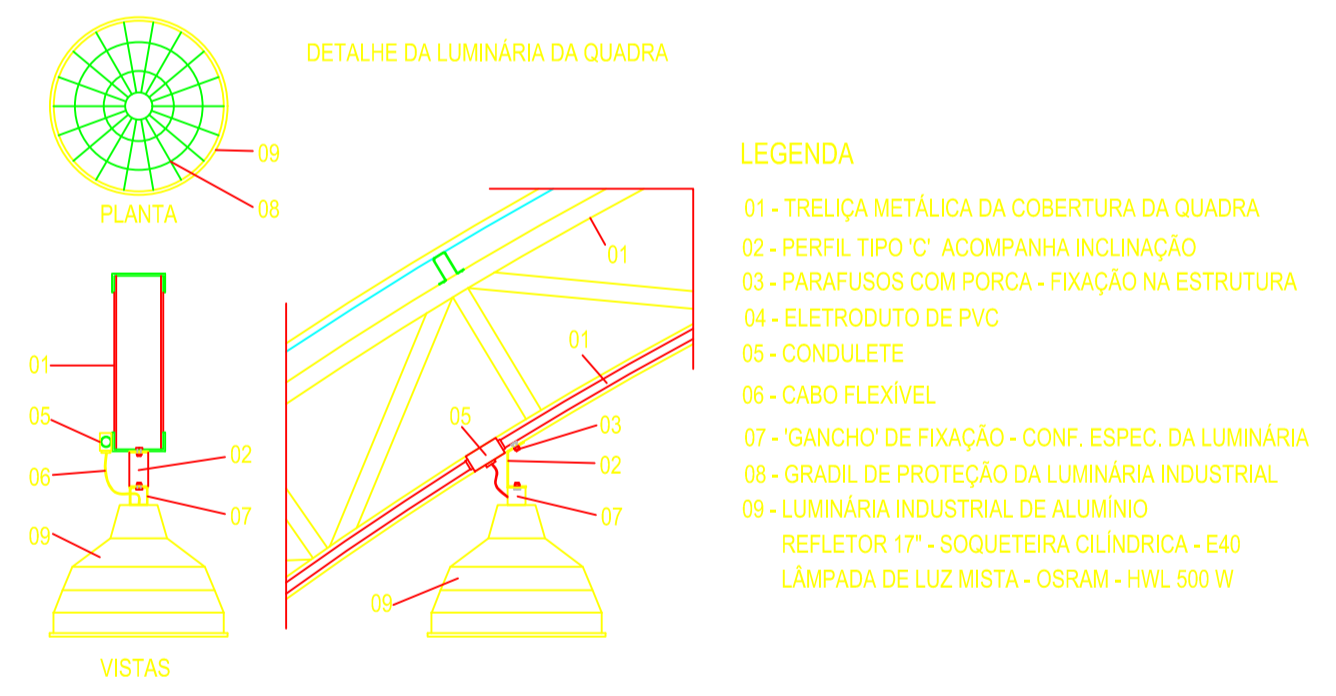 DETALHE DA LUMINÁRIA DA QUADRA
09
08
PLANTA
01
05
06
09
02
07
VISTAS
01
01
05
03
02
07
09
LEGENDA
01 - TRELIÇA METÁLICA DA COBERTURA DA QUADRA
02 - PERFIL TIPO 'C' ACOMPANHA INCLINAÇÃO
03 - PARAFUSOS COM PORCA - FIXAÇÃO NA ESTRUTURA
04 - ELETRODUTO DE PVC
05 - CONDULETE
06 - CABO FLEXÍVEL
07 - 'GANCHO' DE FIXAÇÃO - CONF. ESPEC. DA LUMINÁRIA
08 - GRADIL DE PROTEÇÃO DA LUMINÁRIA INDUSTRIAL
09 - LUMINÁRIA INDUSTRIAL DE ALUMÍNIO
REFLETOR 17" - SOQUETEIRA CILÍNDRICA - E40
LÂMPADA DE LUZ MISTA - OSRAM - HWL 500 W